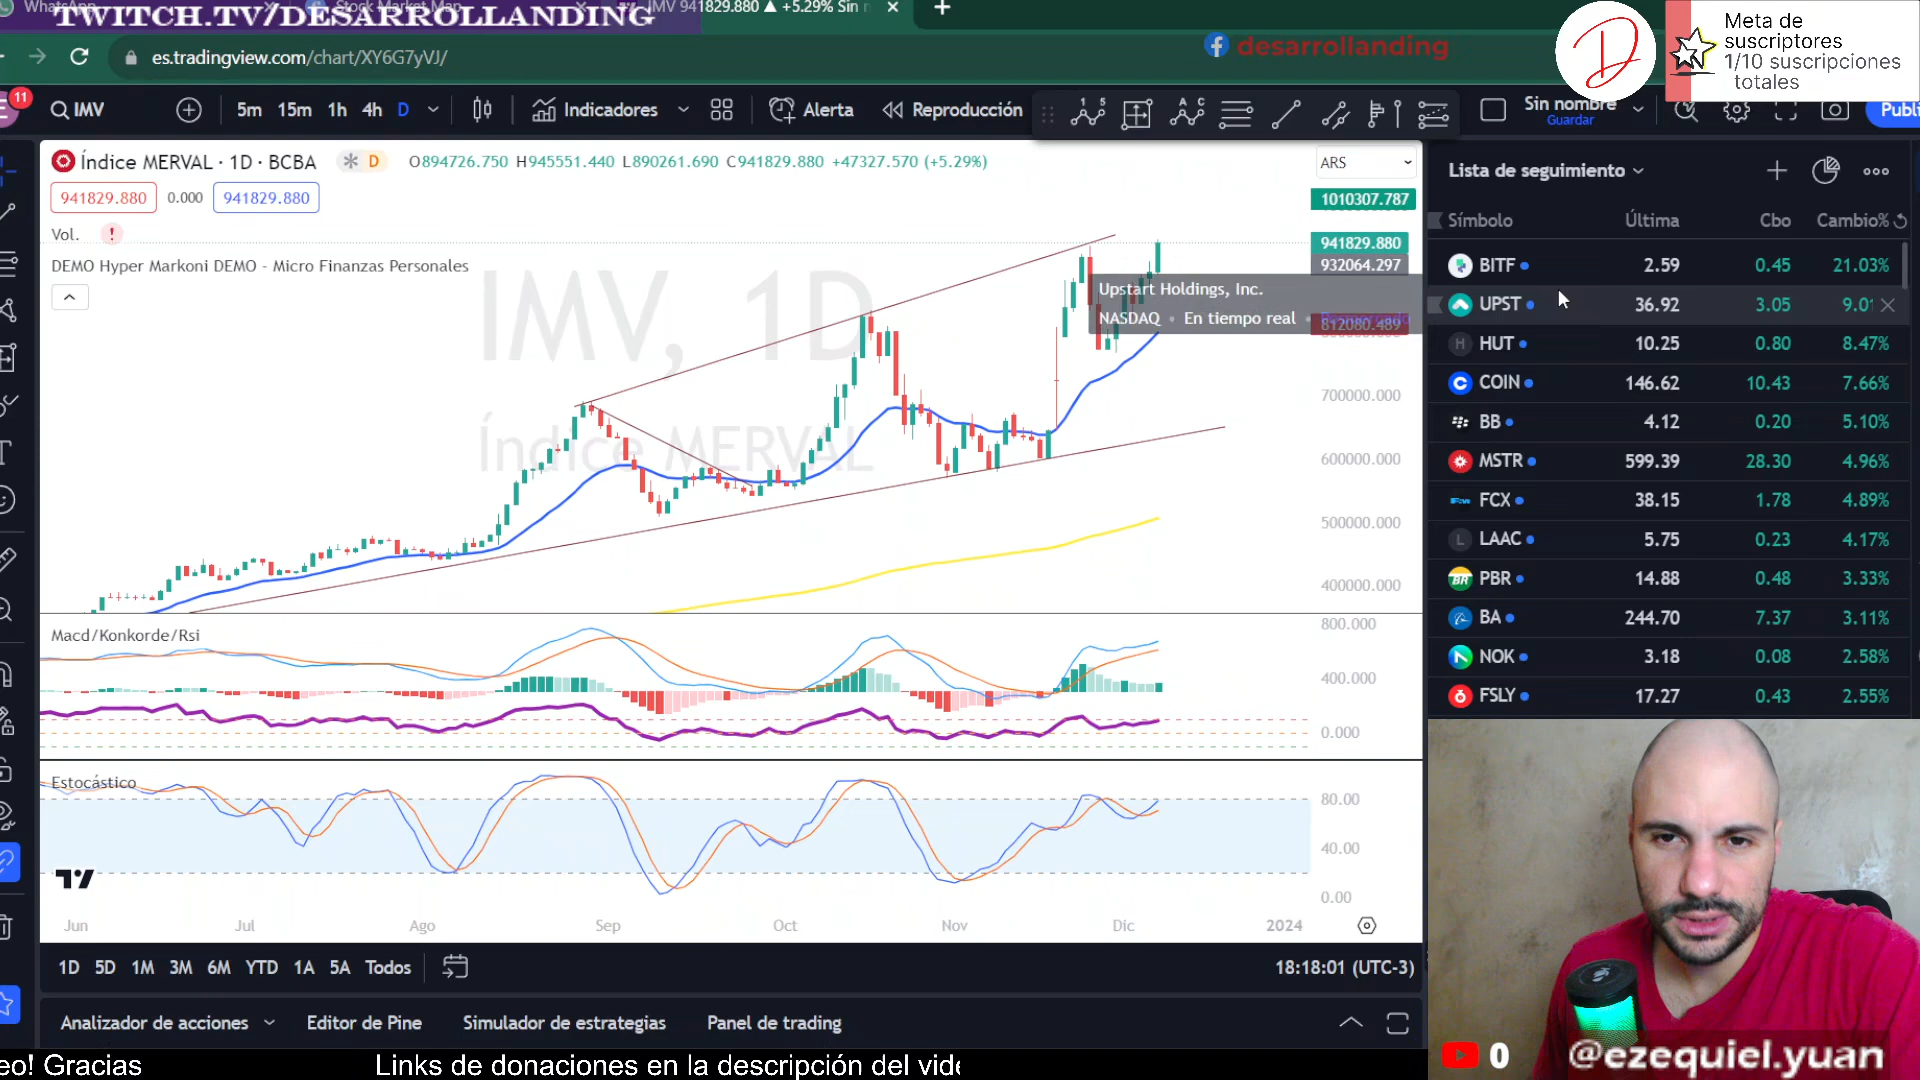 WhatsApp
Stock Market Map
IMV 941829.880 ▲ +5.29% Sin n
TWITCH.TV/DESARROLLANDING
es.tradingview.com/chart/XY6G7yVJ/
desarrollanding
D
Meta de
suscriptores
1/10 suscripciones
totales
11
IMV
5m 15m 1h 4h D
Indicadores
Alerta
Reproducción
Sin nombre
Guardar
Publi
Índice MERVAL · 1D · BCBA
D
O894726.750 H945551.440 L890261.690 C941829.880 +47327.570 (+5.29%)
ARS
941829.880 0.000 941829.880
1010307.787
Vol.
941829.880
932064.297
DEMO Hyper Markoni DEMO - Micro Finanzas Personales
IMV, 1D
Índice MERVAL
Upstart Holdings, Inc.
NASDAQ • En tiempo real •
812080.489
700000.000
600000.000
500000.000
400000.000
Macd/Konkorde/Rsi
800.000
400.000
0.000
Estocástico
80.00
40.00
0.00
Jun Jul Ago Sep Oct Nov Dic 2024
1D 5D 1M 3M 6M YTD 1A 5A Todos
18:18:01 (UTC-3)
Analizador de acciones
Editor de Pine
Simulador de estrategias
Panel de trading
Lista de seguimiento
Símbolo Última Cbo Cambio%
BITF 2.59 0.45 21.03%
UPST 36.92 3.05 9.01
HUT 10.25 0.80 8.47%
COIN 146.62 10.43 7.66%
BB 4.12 0.20 5.10%
MSTR 599.39 28.30 4.96%
FCX 38.15 1.78 4.89%
LAAC 5.75 0.23 4.17%
PBR 14.88 0.48 3.33%
BA 244.70 7.37 3.11%
NOK 3.18 0.08 2.58%
FSLY 17.27 0.43 2.55%
0
@ezequiel.yuan
eo! Gracias
Links de donaciones en la descripción del vide